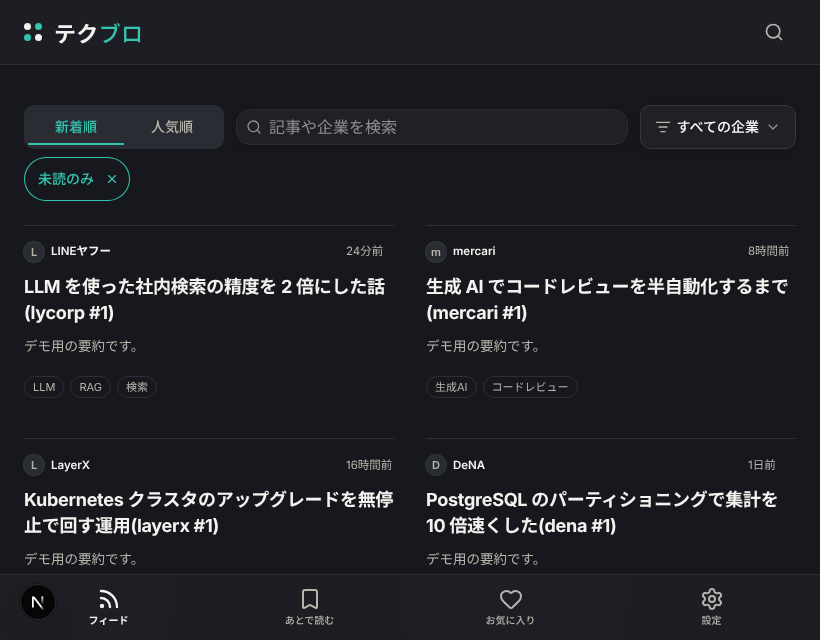 テクブロ
新着順
人気順
記事や企業を検索
すべての企業
未読のみ ×
L LINEヤフー 24分前
LLM を使った社内検索の精度を 2 倍にした話
(lycorp #1)
デモ用の要約です。
LLM RAG 検索
m mercari 8時間前
生成 AI でコードレビューを半自動化するまで
(mercari #1)
デモ用の要約です。
生成AI コードレビュー
L LayerX 16時間前
Kubernetes クラスタのアップグレードを無停
止で回す運用(layerx #1)
デモ用の要約です。
D DeNA 1日前
PostgreSQL のパーティショニングで集計を
10 倍速くした(dena #1)
デモ用の要約です。
N
フィード
あとで読む
お気に入り
設定